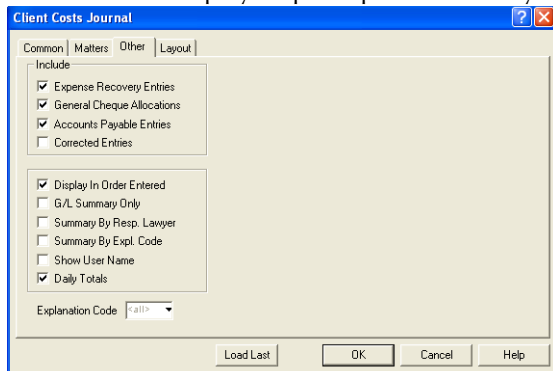 Client Costs Journal
Common Matters Other Layout
Include
Expense Recovery Entries
General Cheque Allocations
Accounts Payable Entries
Corrected Entries
Display In Order Entered
G/L Summary Only
Summary By Resp. Lawyer
Summary By Expl. Code
Show User Name
Daily Totals
Explanation Code <all>
Load Last OK Cancel Help